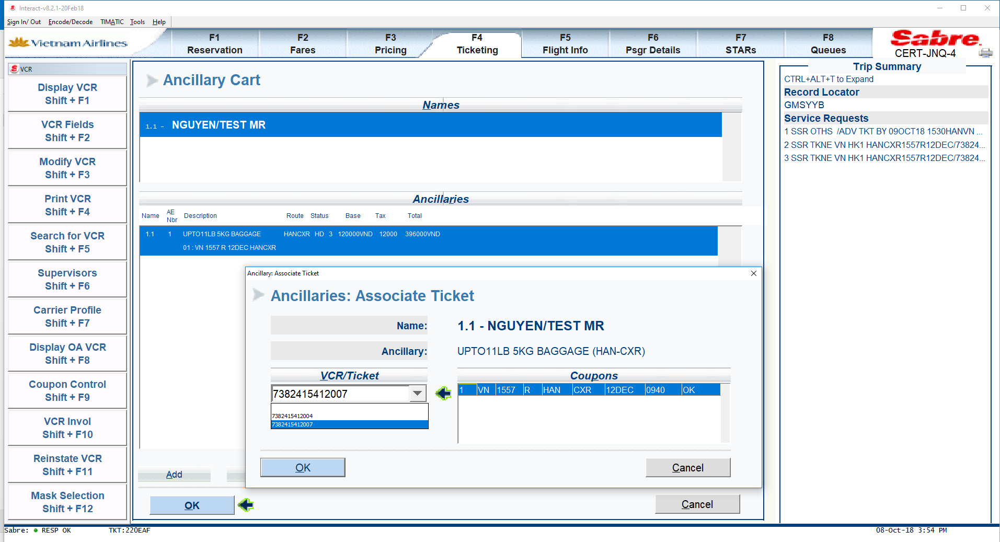 Interact-v8.2.1-20Feb18
Sign In/ Out Encode/Decode TIMATIC Tools Help
Vietnam Airlines
F1 Reservation
F2 Fares
F3 Pricing
F4 Ticketing
F5 Flight Info
F6 Psgr Details
F7 STARs
F8 Queues
Sabre.
CERT-JNQ-4
VCR
Display VCR
Shift + F1
VCR Fields
Shift + F2
Modify VCR
Shift + F3
Print VCR
Shift + F4
Search for VCR
Shift + F5
Supervisors
Shift + F6
Carrier Profile
Shift + F7
Display OA VCR
Shift + F8
Coupon Control
Shift + F9
VCR Invol
Shift + F10
Reinstate VCR
Shift + F11
Mask Selection
Shift + F12
Ancillary Cart
Names
1.1 - NGUYEN/TEST MR
Ancillaries
Name AE Nbr Description Route Status Base Tax Total
1.1 1 UPTO11LB 5KG BAGGAGE HANCXR HD 3 120000VND 12000 396000VND
01 : VN 1557 R 12DEC HANCXR
Ancillary: Associate Ticket
Ancillaries: Associate Ticket
Name: 1.1 - NGUYEN/TEST MR
Ancillary: UPTO11LB 5KG BAGGAGE (HAN-CXR)
VCR/Ticket
7382415412007
7382415412004
7382415412007
Coupons
1 VN 1557 R HAN CXR 12DEC 0940 OK
OK
Cancel
Add
OK
Cancel
Trip Summary
CTRL+ALT+T to Expand
Record Locator
GMSYYB
Service Requests
1 SSR OTHS /ADV TKT BY 09OCT18 1530HANVN ...
2 SSR TKNE VN HK1 HANCXR1557R12DEC/73824...
3 SSR TKNE VN HK1 HANCXR1557R12DEC/73824...
Sabre: RESP OK TKT:220EAF 08-Oct-18 3:54 PM